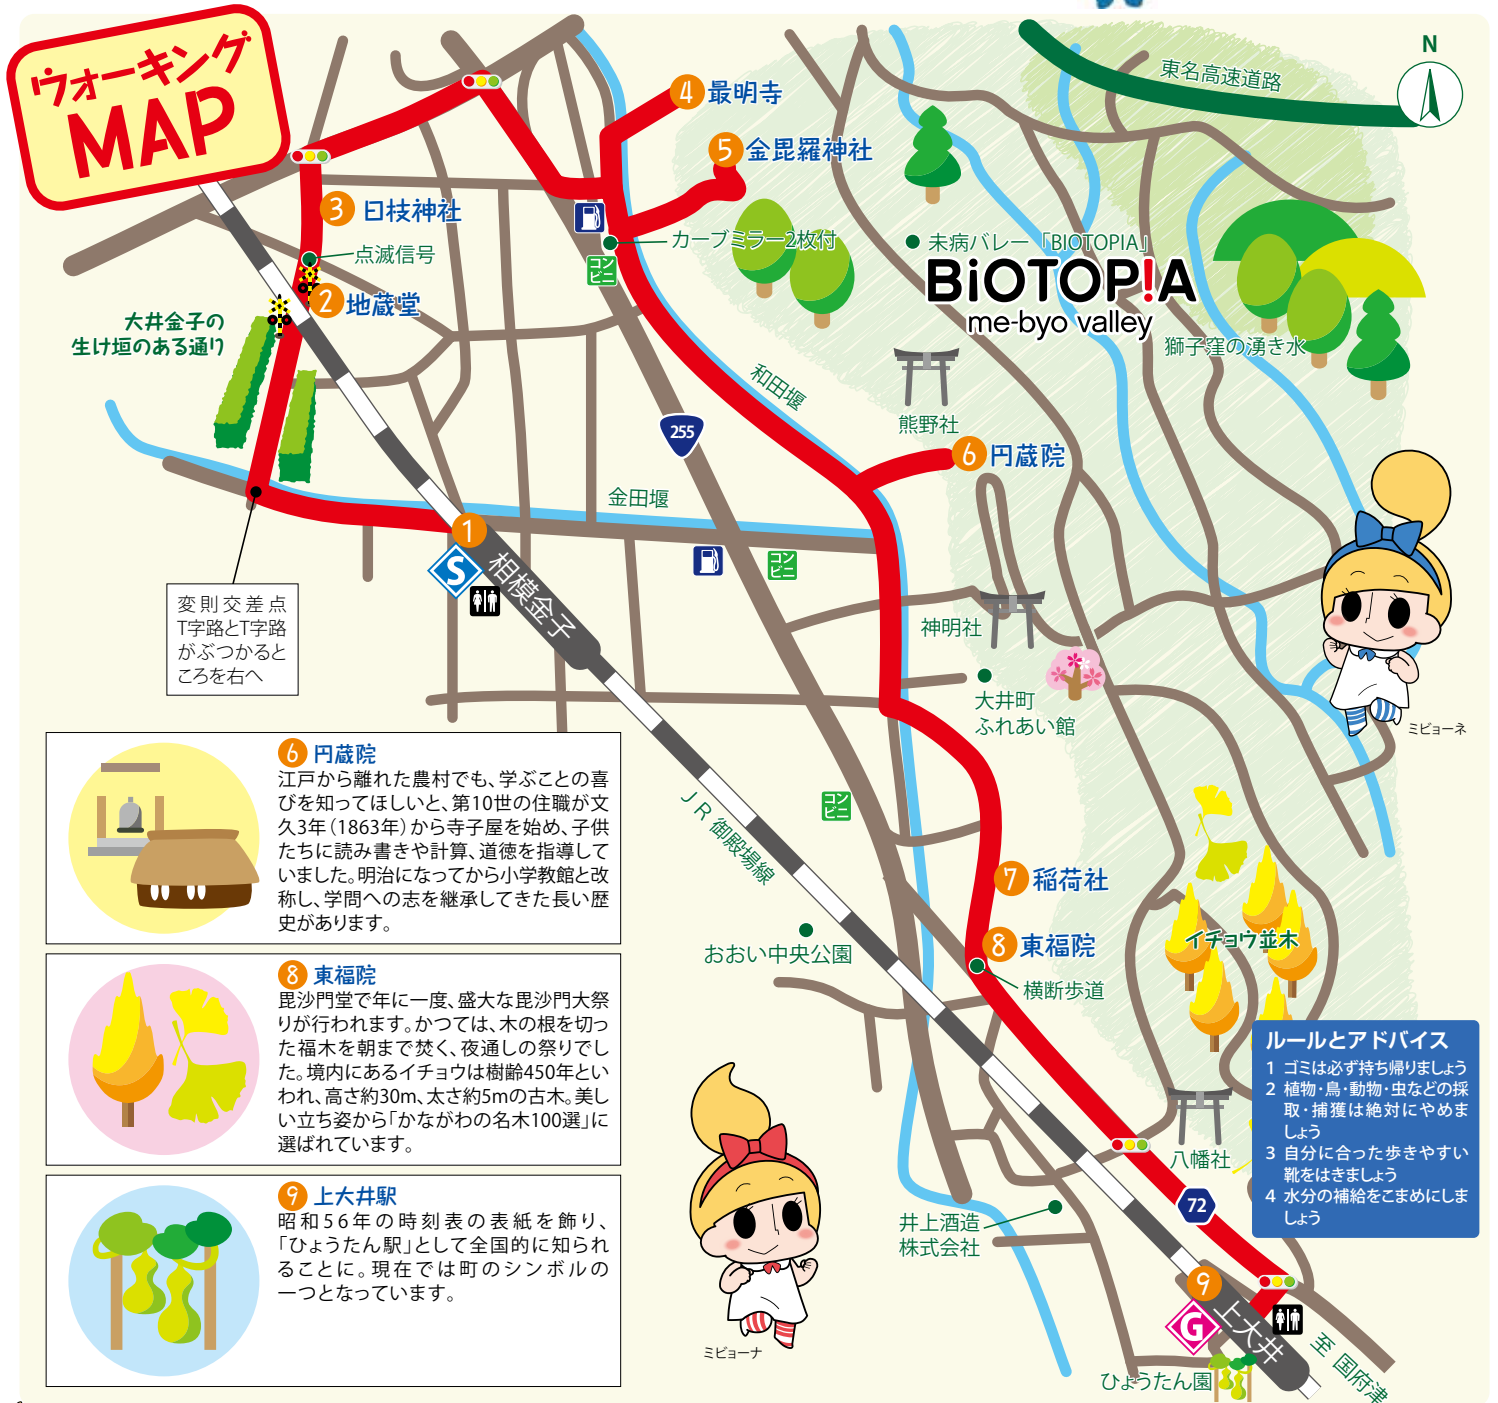 ウォーキング
MAP
N
東名高速道路
4 最明寺
5 金毘羅神社
3 日枝神社
点滅信号
カーブミラー2枚付
コン
ビニ
未病バレー「BIOTOPIA」
BiOTOP!A
me-byo valley
2 地蔵堂
大井金子の
生け垣のある通り
獅子窪の湧き水
和田堰
熊野社
255
6 円蔵院
金田堰
1
S
相模金子
コン
ビニ
変則交差点
T字路とT字路
がぶつかると
ころを右へ
神明社
大井町
ふれあい館
ミビョーネ
JR 御殿場線
コン
ビニ
7 稲荷社
8 東福院
横断歩道
おおい中央公園
イチョウ並木
6 円蔵院
江戸から離れた農村でも、学ぶことの喜
びを知ってほしいと、第10世の住職が文
久3年(1863年)から寺子屋を始め、子供
たちに読み書きや計算、道徳を指導して
いました。明治になってから小学教館と改
称し、学問への志を継承してきた長い歴
史があります。
8 東福院
毘沙門堂で年に一度、盛大な毘沙門大祭
りが行われます。かつては、木の根を切っ
た福木を朝まで焚く、夜通しの祭りでし
た。境内にあるイチョウは樹齢450年とい
われ、高さ約30m、太さ約5mの古木。美し
い立ち姿から「かながわの名木100選」に
選ばれています。
9 上大井駅
昭和56年の時刻表の表紙を飾り、
「ひょうたん駅」として全国的に知られ
ることに。現在では町のシンボルの
一つとなっています。
ルールとアドバイス
1 ゴミは必ず持ち帰りましょう
2 植物・鳥・動物・虫などの採
取・捕獲は絶対にやめま
しょう
3 自分に合った歩きやすい
靴をはきましょう
4 水分の補給をこまめにしま
しょう
八幡社
72
井上酒造
株式会社
ミビョーナ
9
上大井
G
至 国府津
ひょうたん園